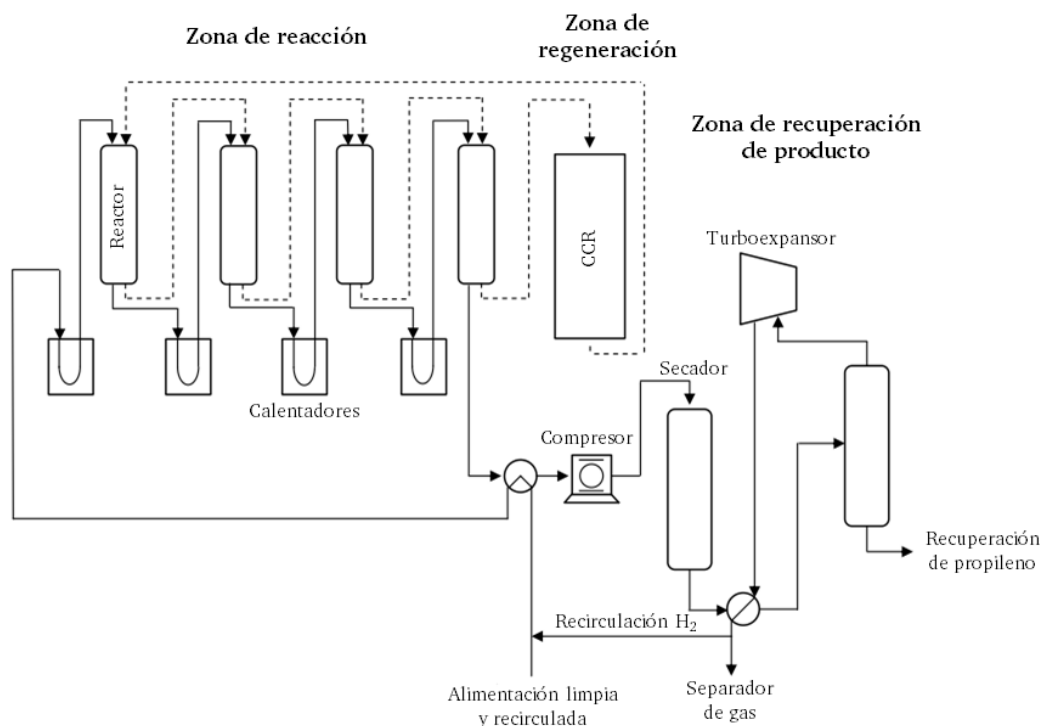 Zona de reacción
Zona de
regeneración
Zona de recuperación
de producto
Reactor
CCR
Turboexpansor
Calentadores
Secador
Compresor
Recuperación
de propileno
Recirculación H₂
Alimentación limpia
y recirculada
Separador
de gas